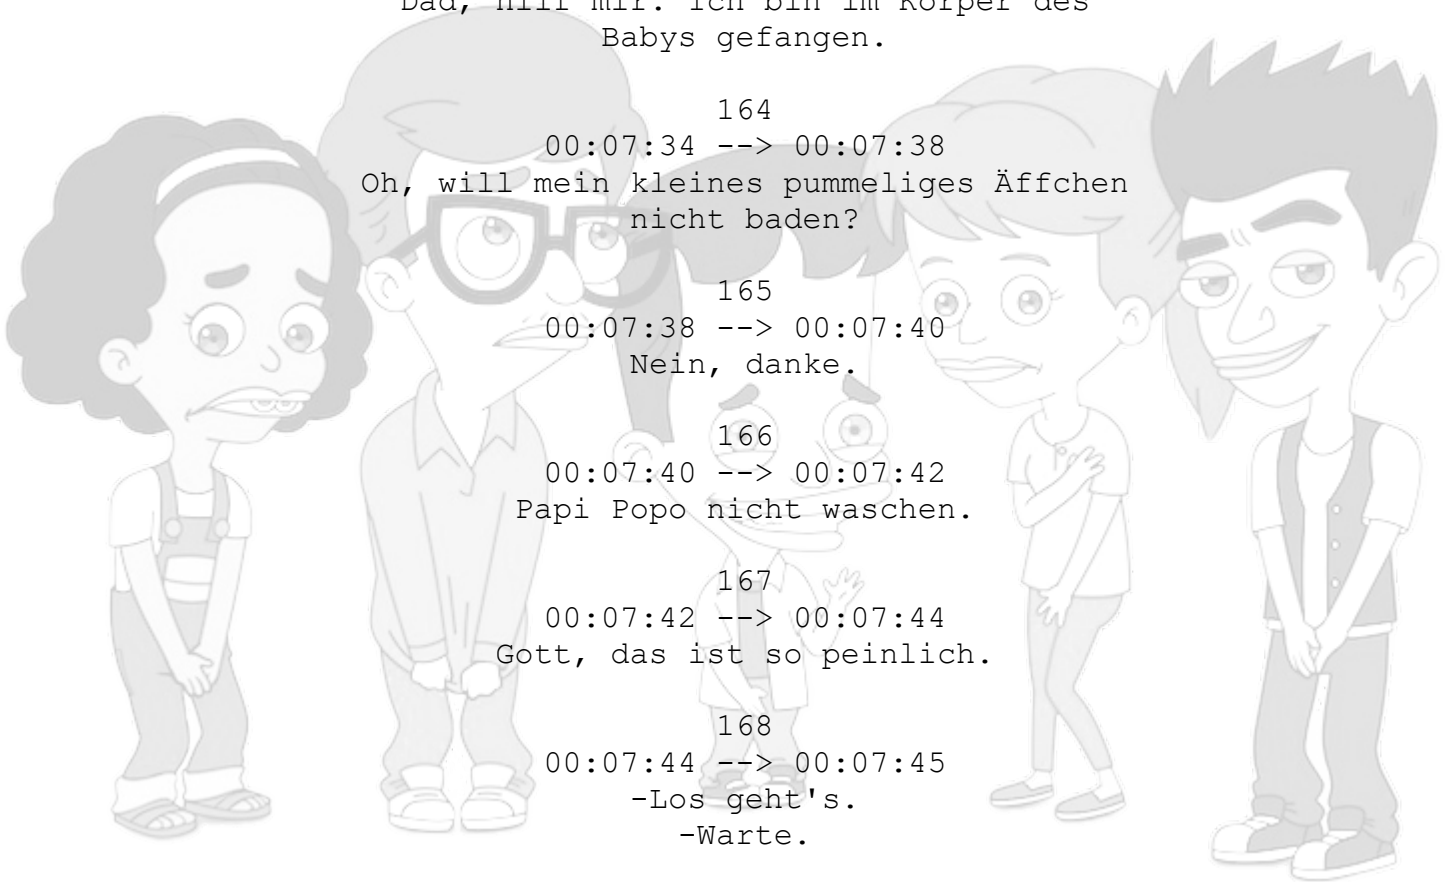 Dad, hilf mir. Ich bin im Körper des
Babys gefangen.
164
00:07:34 --> 00:07:38
Oh, will mein kleines pummeliges Äffchen
nicht baden?
165
00:07:38 --> 00:07:40
Nein, danke.
166
00:07:40 --> 00:07:42
Papi Popo nicht waschen.
167
00:07:42 --> 00:07:44
Gott, das ist so peinlich.
168
00:07:44 --> 00:07:45
-Los geht's.
-Warte.